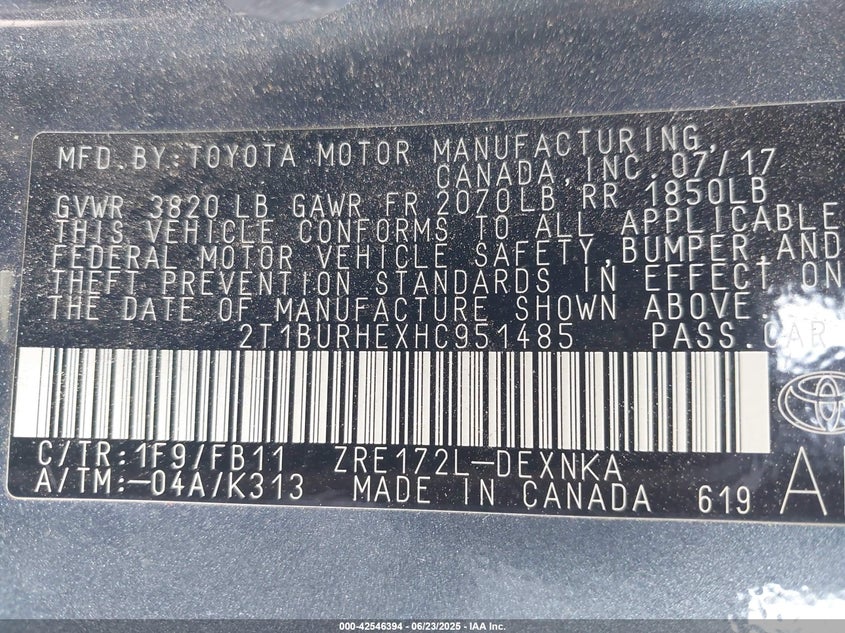 MFD.BY:TOYOTA MOTOR MANUFACTURING,
CANADA,INC.07/17
GVWR 3820LB GAWR FR 2070LB RR 1850LB
THIS VEHICLE CONFORMS TO ALL APPLICABLE
FEDERAL MOTOR VEHICLE SAFETY,BUMPER,AND
THEFT PREVENTION STANDARDS IN EFFECT ON
THE DATE OF MANUFACTURE SHOWN ABOVE.
2T1BURHEXHC951485 PASS.CAR
C/TR:1F9/FB11 ZRE172L-DEXNKA
A/TM:-04A/K313 MADE IN CANADA 619
000-42546394 - 06/23/2025 - IAA Inc.